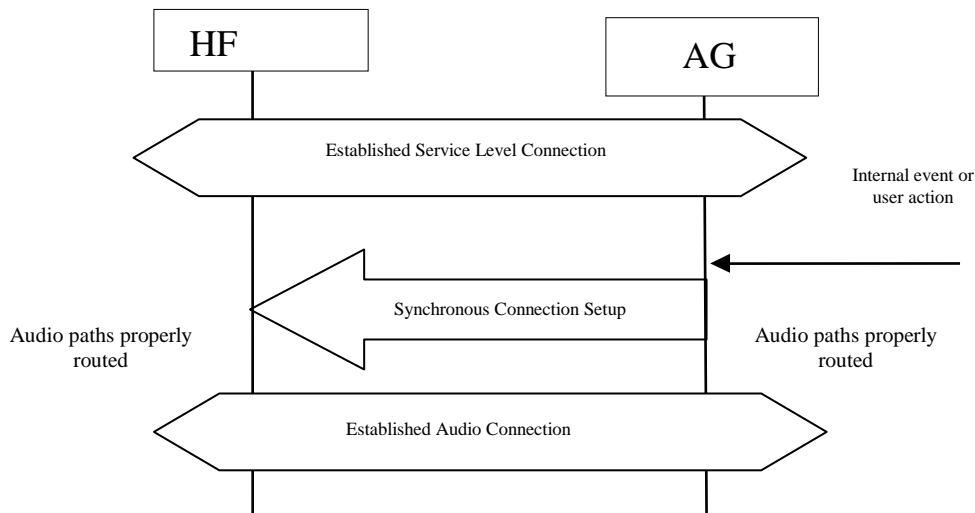 HF
AG
Established Service Level Connection
Internal event or
user action
Synchronous Connection Setup
Audio paths properly
routed
Audio paths properly
routed
Established Audio Connection